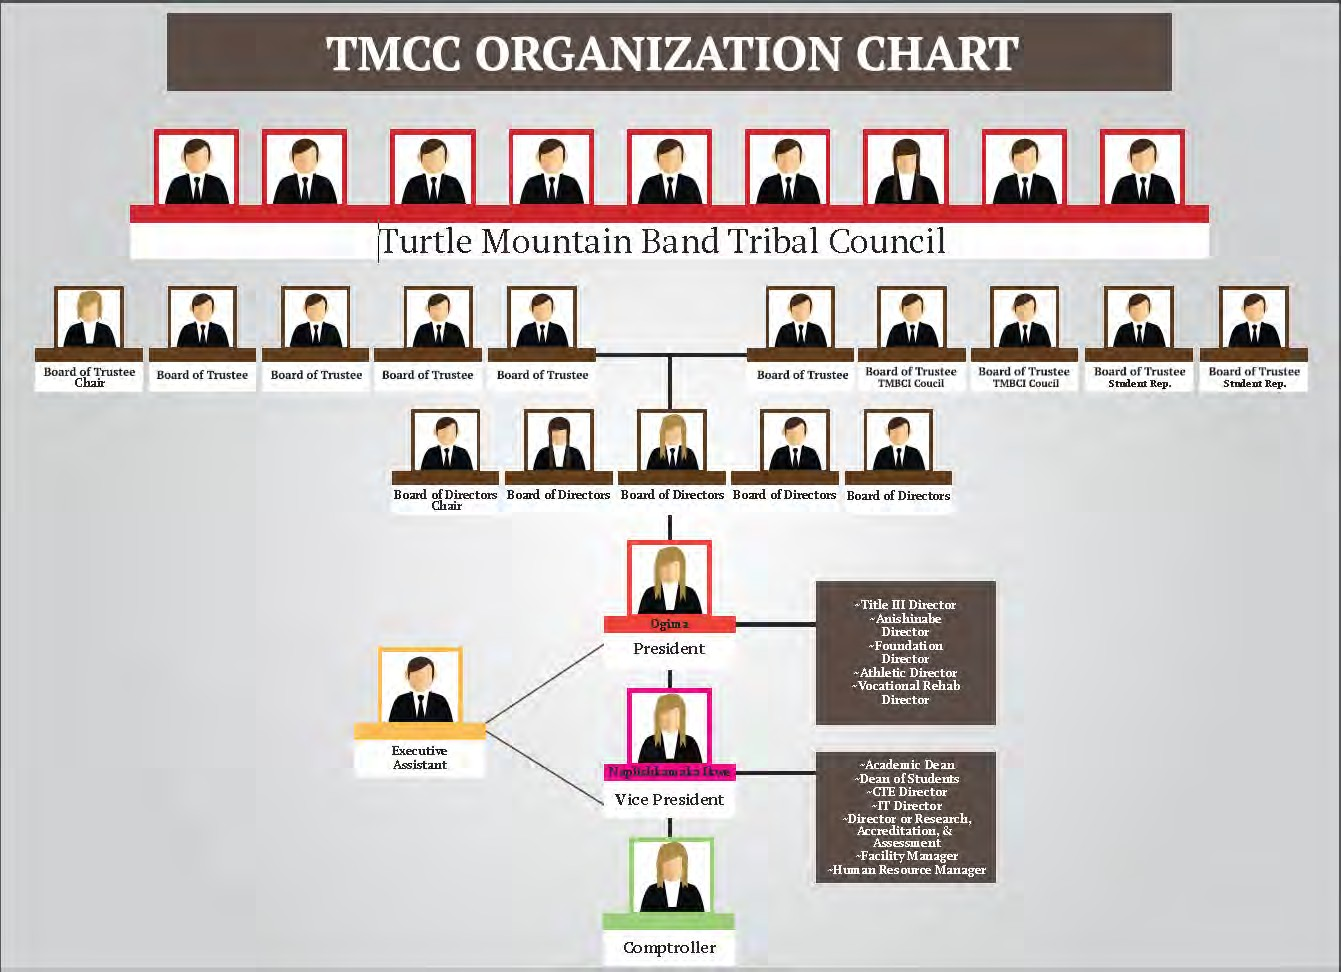 TMCC ORGANIZATION CHART
Turtle Mountain Band Tribal Council
Board of Trustee
Chair
Board of Trustee
Board of Trustee
Board of Trustee
Board of Trustee
Board of Trustee
Board of Trustee
TMBCI Coucil
Board of Trustee
TMBCI Coucil
Board of Trustee
Student Rep.
Board of Trustee
Student Rep.
Board of Directors
Chair
Board of Directors
Board of Directors
Board of Directors
Board of Directors
Ogima
President
~Title III Director
~Anishinabe
Director
~Foundation
Director
~Athletic Director
~Vocational Rehab
Director
Executive
Assistant
Ikwe
Vice President
~Academic Dean
~Dean of Students
~CTE Director
~IT Director
~Director or Research,
Accreditation, &
Assessment
~Facility Manager
~Human Resource Manager
Comptroller